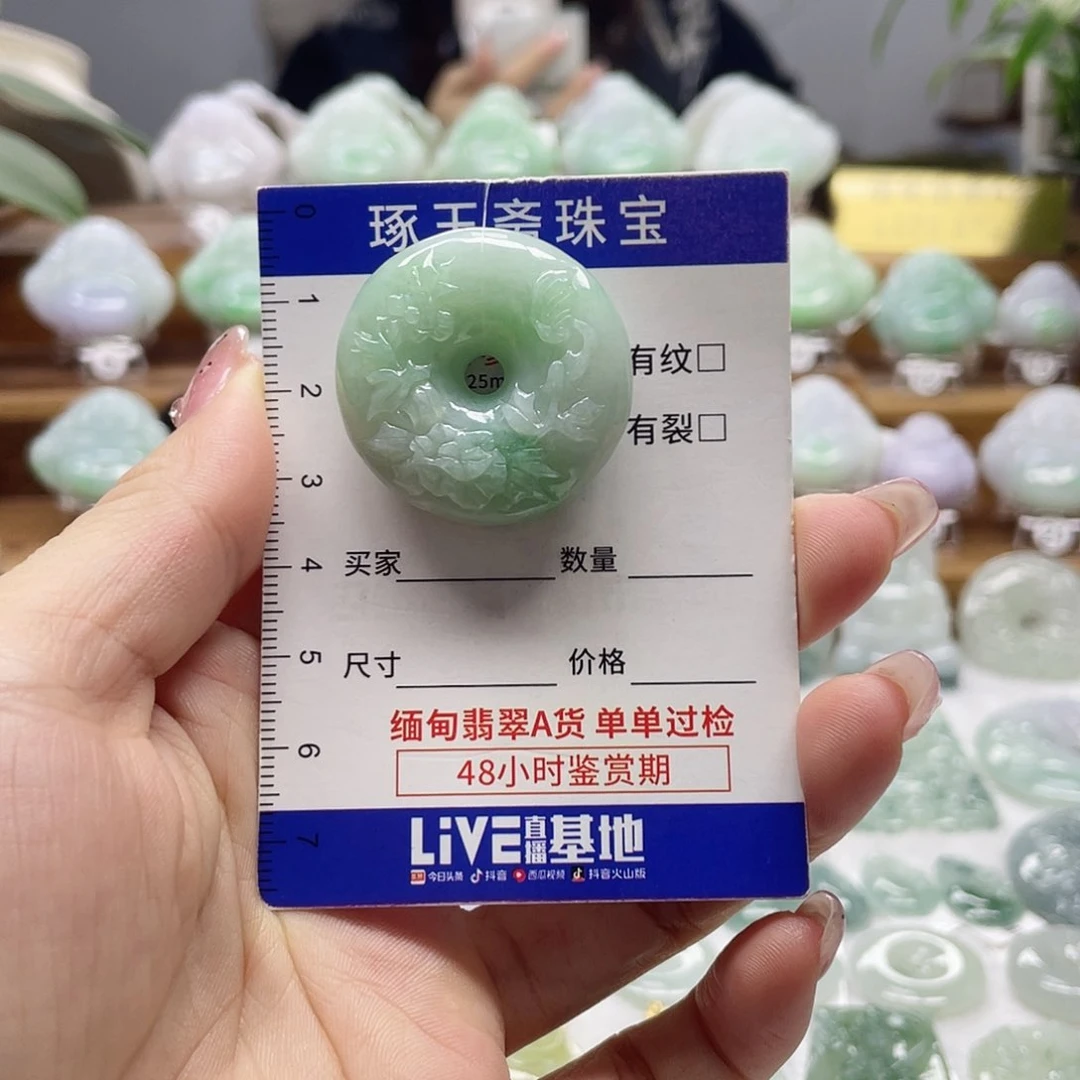 琢玉斋珠宝
0
1
2
3
4
5
6
7
25m
有纹□
有裂□
买家 数量
尺寸 价格
缅甸翡翠A货 单单过检
48小时鉴赏期
LiVE直播基地
今日头条 抖音 西瓜视频 抖音火山版